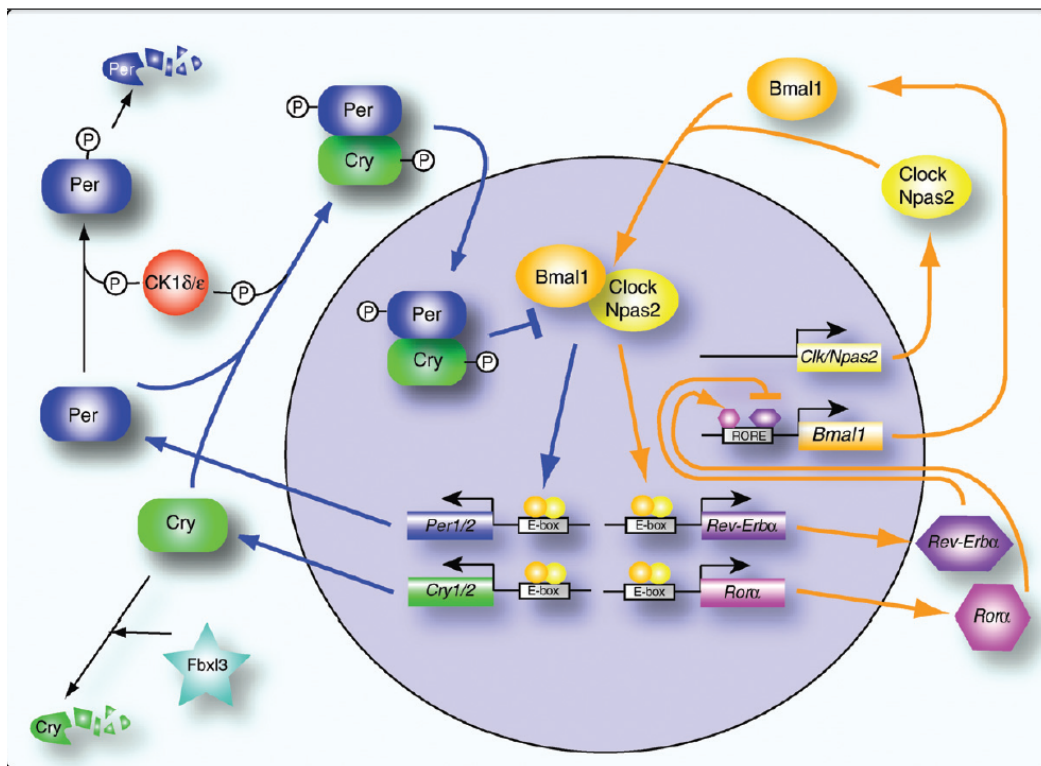 Per
P
Per
Cry
P
Bmal1
P
Per
Clock
Npas2
P
CK1δ/ε
P
Bmal1
Clock
Npas2
P
Per
Cry
P
Clk/Npas2
Per
RORE
Bmal1
Cry
Per1/2
E-box
E-box
Rev-Erbα
Rev-Erbα
Cry1/2
E-box
E-box
Rorα
Rorα
Fbxl3
Cry